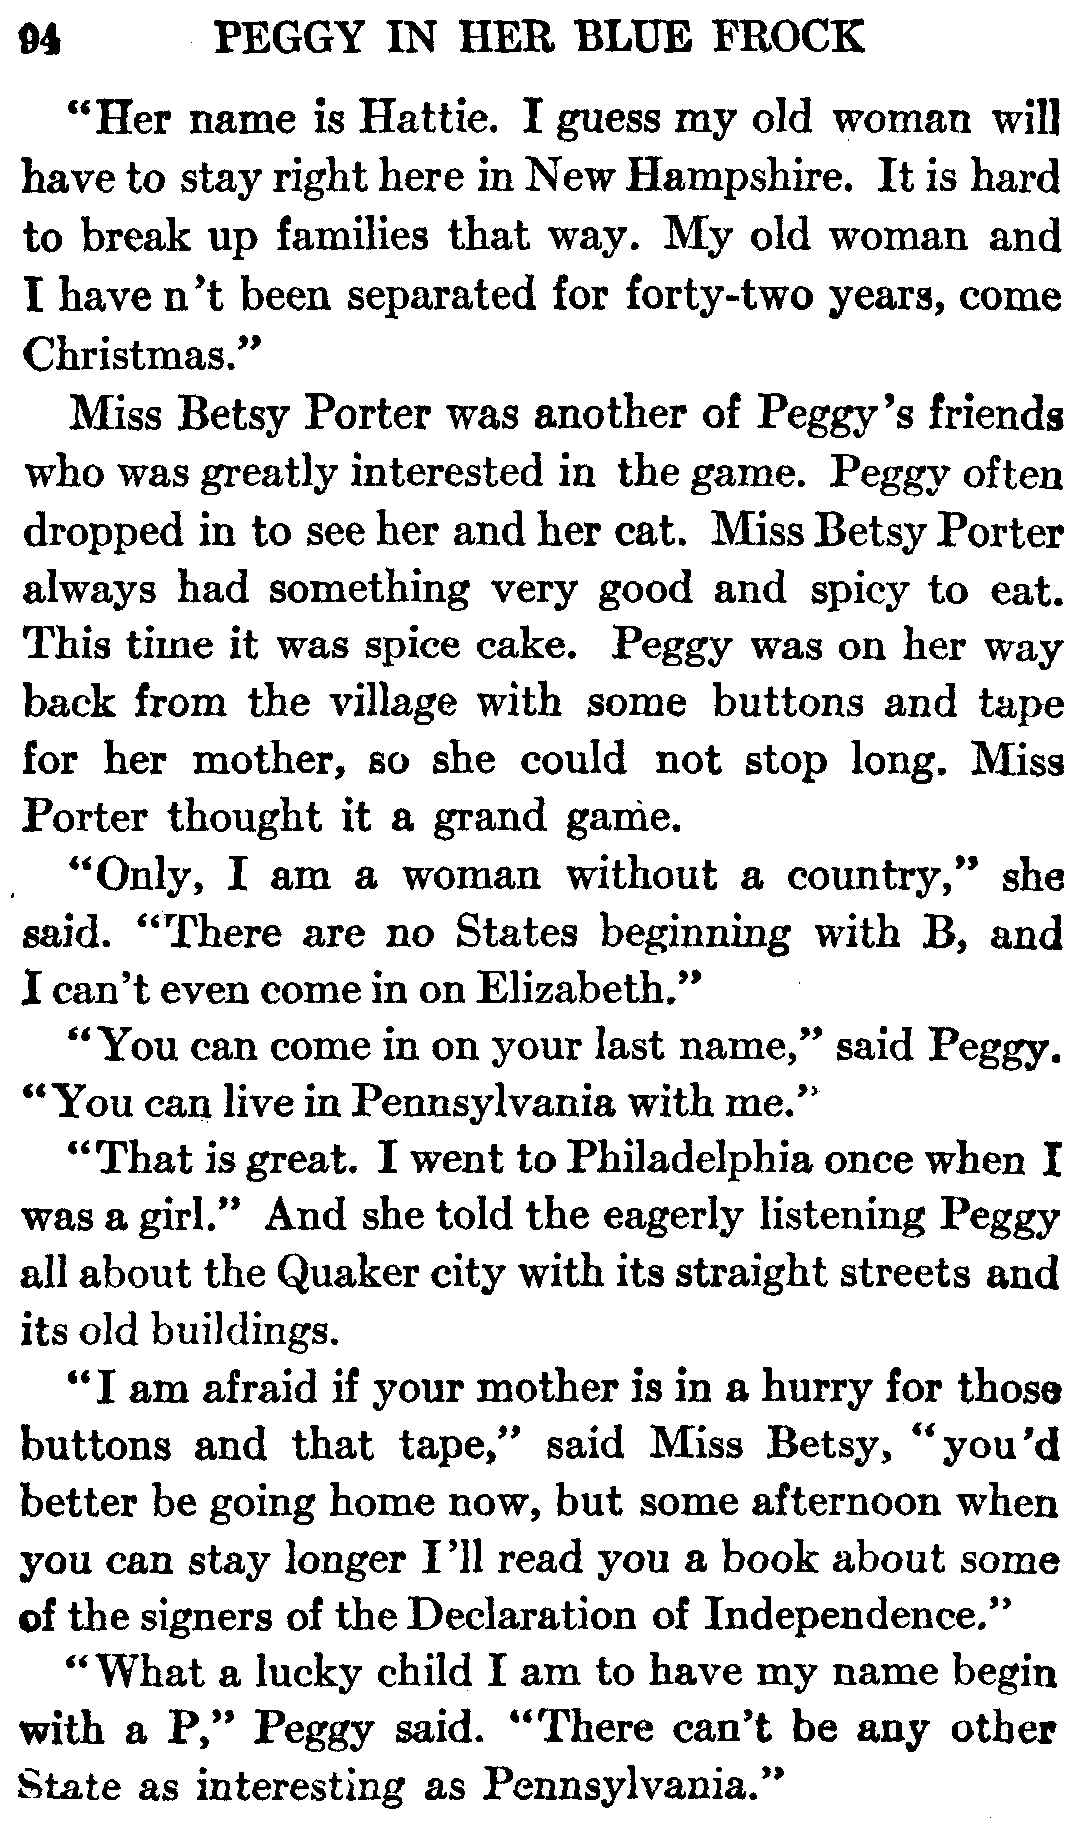 94 PEGGY IN HER BLUE FROCK
“Her name is Hattie. I guess my old woman will
have to stay right here in New Hampshire. It is hard
to break up families that way. My old woman and
I have n’t been separated for forty-two years, come
Christmas.”
Miss Betsy Porter was another of Peggy’s friends
who was greatly interested in the game. Peggy often
dropped in to see her and her cat. Miss Betsy Porter
always had something very good and spicy to eat.
This time it was spice cake. Peggy was on her way
back from the village with some buttons and tape
for her mother, so she could not stop long. Miss
Porter thought it a grand game.
“Only, I am a woman without a country,” she
said. “There are no States beginning with B, and
I can’t even come in on Elizabeth.”
“You can come in on your last name,” said Peggy.
“You can live in Pennsylvania with me.”
“That is great. I went to Philadelphia once when I
was a girl.” And she told the eagerly listening Peggy
all about the Quaker city with its straight streets and
its old buildings.
“I am afraid if your mother is in a hurry for those
buttons and that tape,” said Miss Betsy, “you’d
better be going home now, but some afternoon when
you can stay longer I’ll read you a book about some
of the signers of the Declaration of Independence.”
“What a lucky child I am to have my name begin
with a P,” Peggy said. “There can’t be any other
State as interesting as Pennsylvania.”